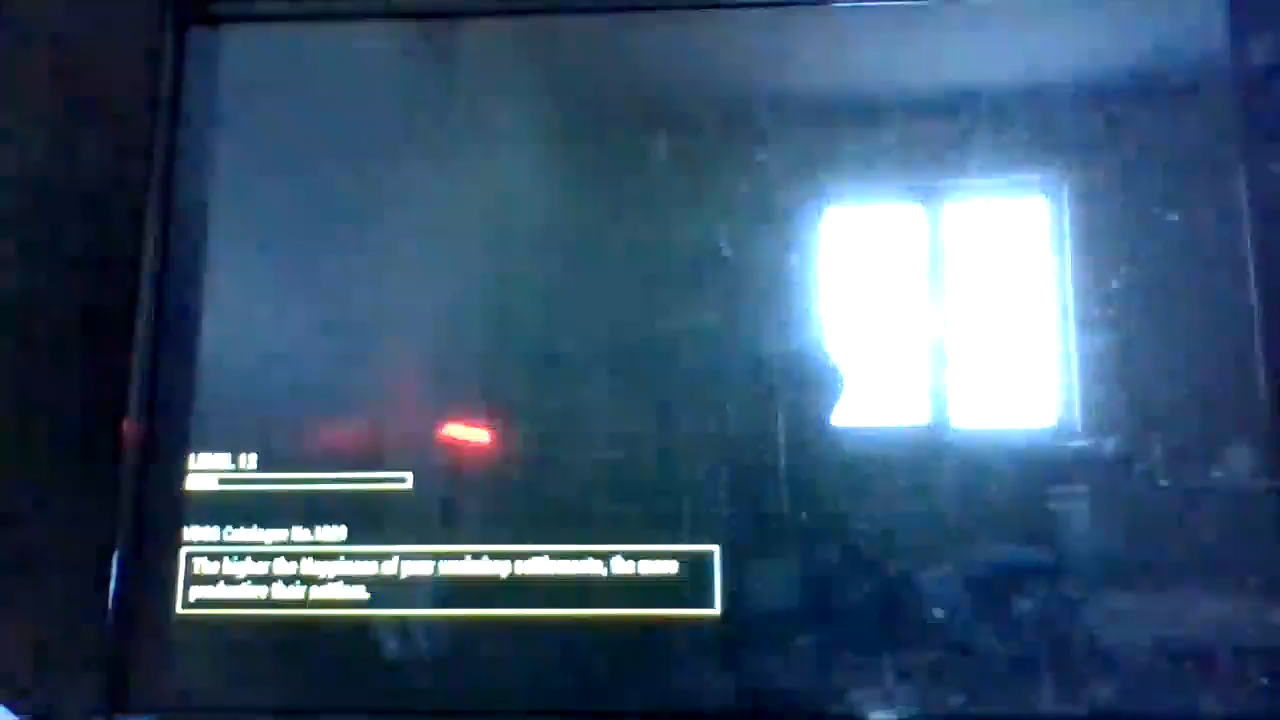 LEVEL 12
The higher the Happiness of your workshop settlements, the more
productive their settlers.